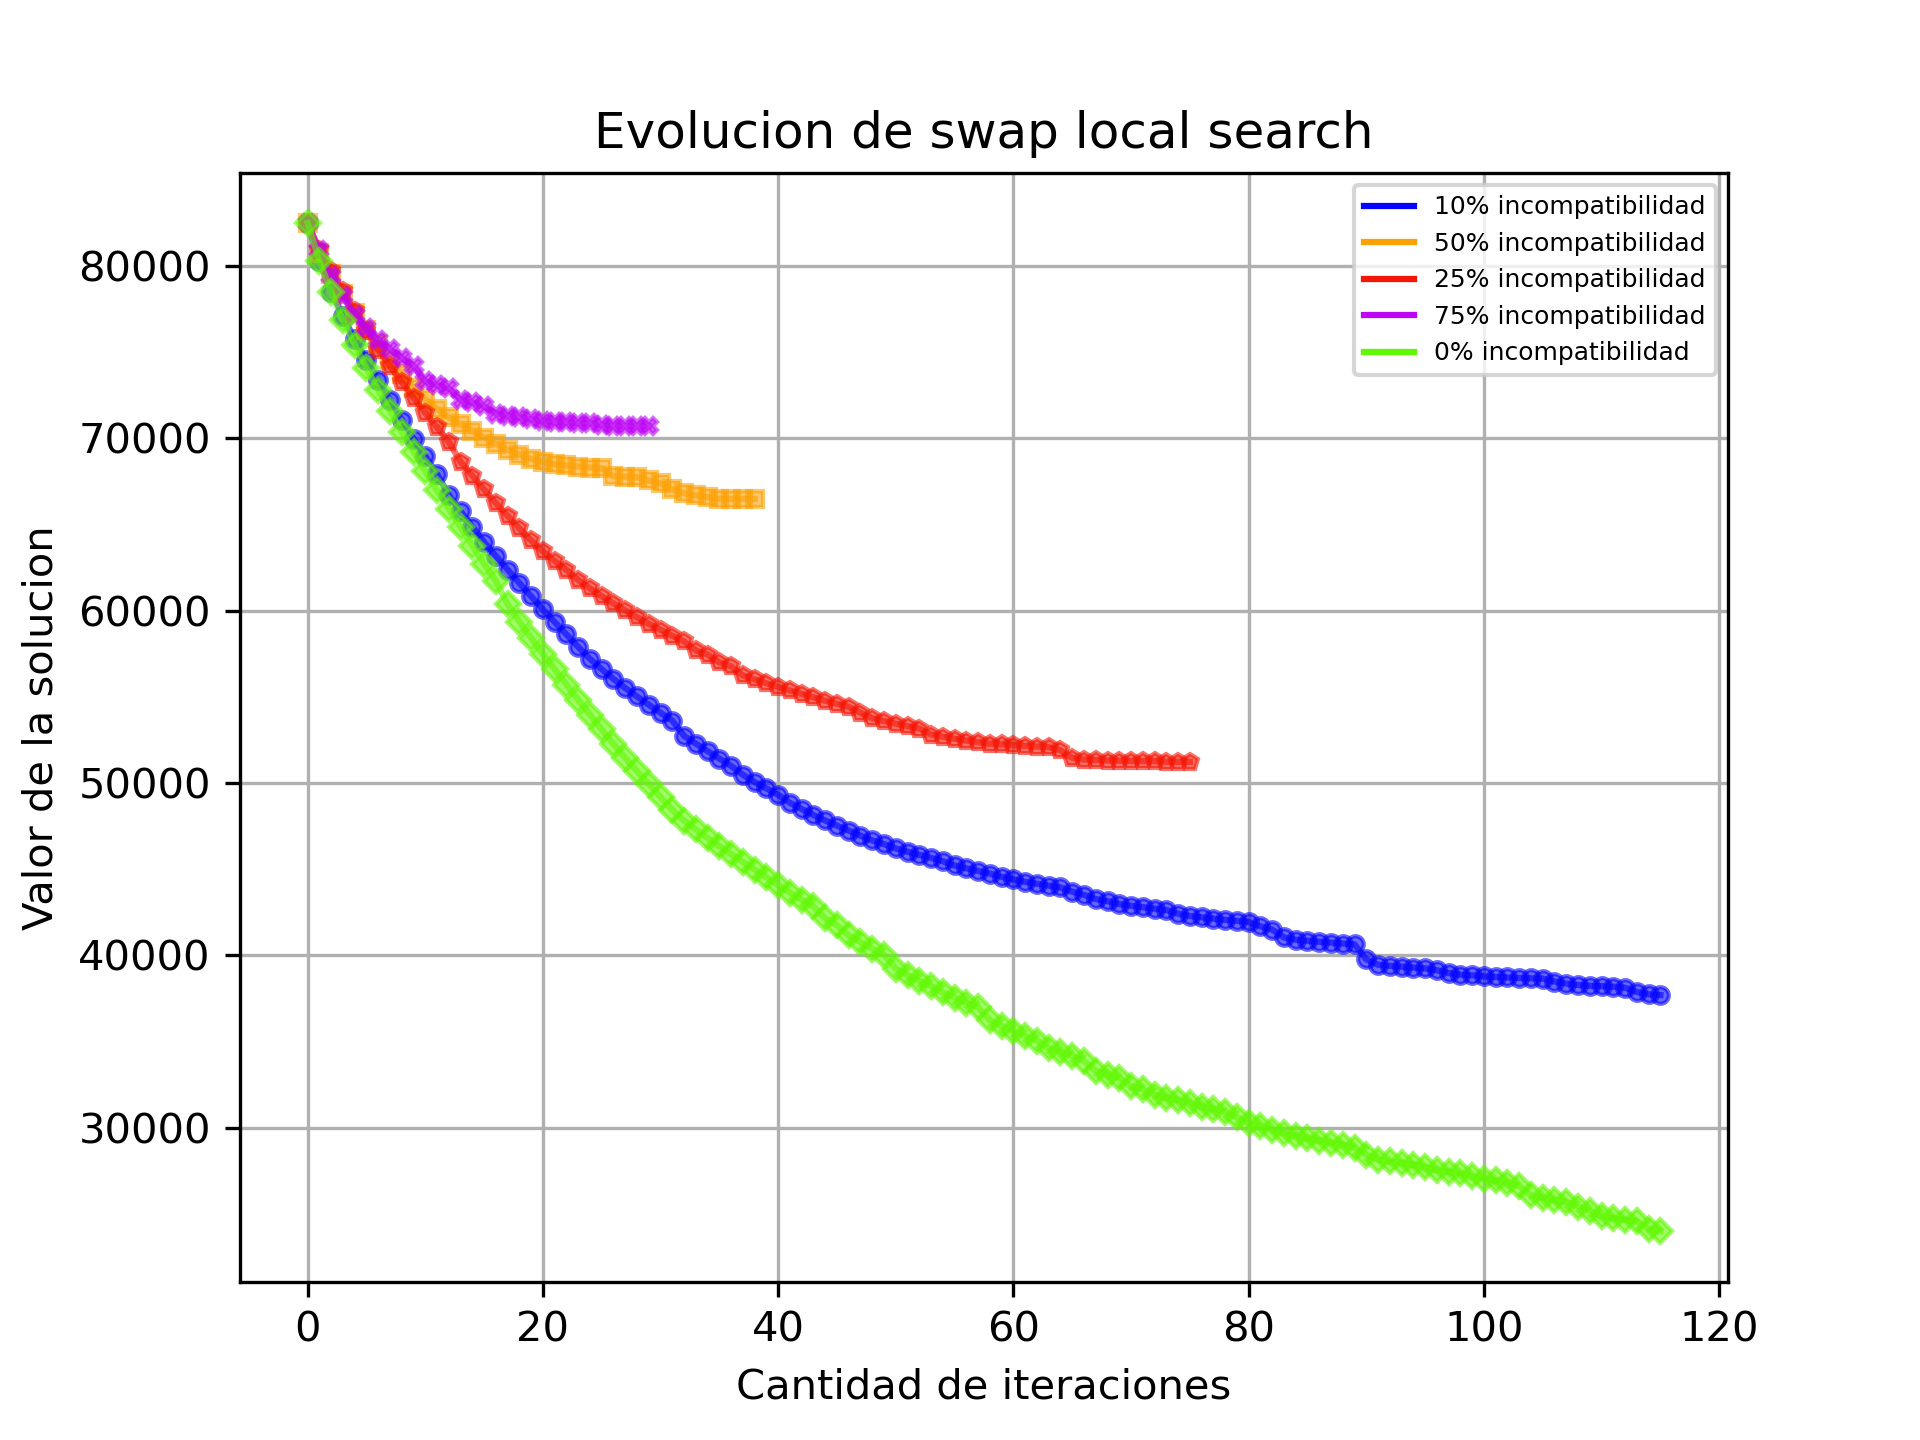 Evolucion de swap local search
10% incompatibilidad
50% incompatibilidad
25% incompatibilidad
75% incompatibilidad
0% incompatibilidad
Valor de la solucion
80000
70000
60000
50000
40000
30000
0 20 40 60 80 100 120
Cantidad de iteraciones